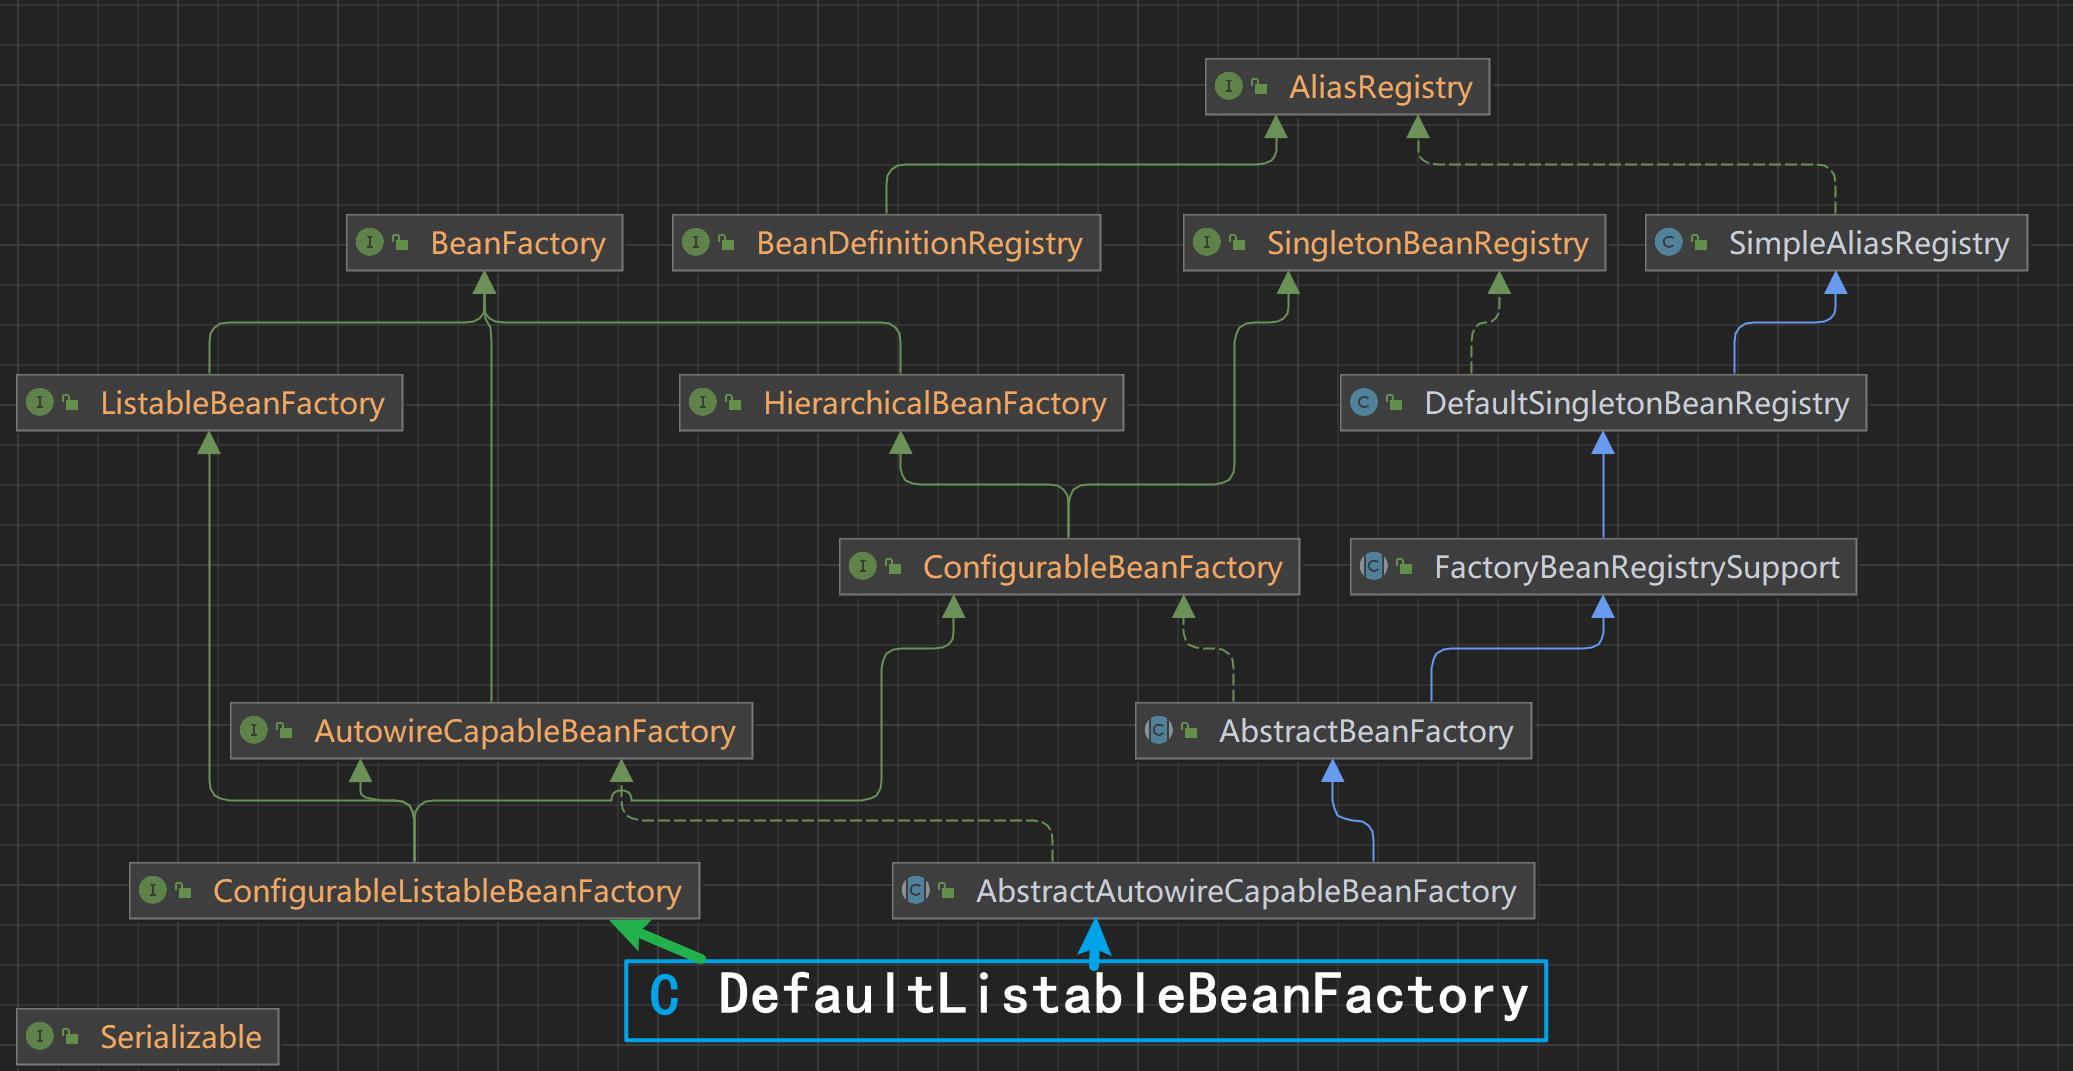 I AliasRegistry
I BeanFactory
I BeanDefinitionRegistry
I SingletonBeanRegistry
C SimpleAliasRegistry
I ListableBeanFactory
I HierarchicalBeanFactory
C DefaultSingletonBeanRegistry
I ConfigurableBeanFactory
C FactoryBeanRegistrySupport
I AutowireCapableBeanFactory
C AbstractBeanFactory
I ConfigurableListableBeanFactory
C AbstractAutowireCapableBeanFactory
C DefaultListableBeanFactory
I Serializable